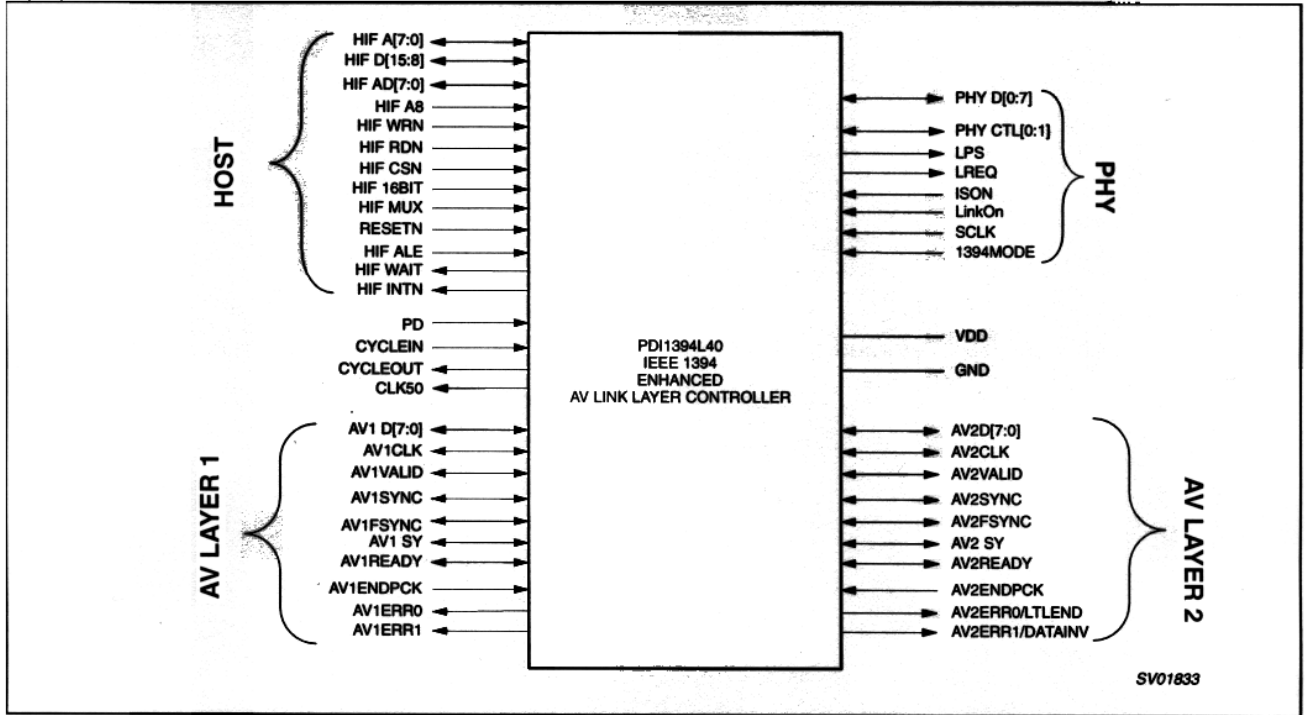 HOST
HIF A[7:0]
HIF D[15:8]
HIF AD[7:0]
HIF A8
HIF WRN
HIF RDN
HIF CSN
HIF 16BIT
HIF MUX
RESETN
HIF ALE
HIF WAIT
HIF INTN
PD
CYCLEIN
CYCLEOUT
CLK50
AV LAYER 1
AV1 D[7:0]
AV1CLK
AV1VALID
AV1SYNC
AV1FSYNC
AV1 SY
AV1READY
AV1ENDPCK
AV1ERR0
AV1ERR1
PDI1394L40
IEEE 1394
ENHANCED
AV LINK LAYER CONTROLLER
PHY D[0:7]
PHY CTL[0:1]
LPS
LREQ
ISON
LinkOn
SCLK
1394MODE
PHY
VDD
GND
AV2D[7:0]
AV2CLK
AV2VALID
AV2SYNC
AV2FSYNC
AV2 SY
AV2READY
AV2ENDPCK
AV2ERR0/LTLEND
AV2ERR1/DATAINV
AV LAYER 2
SV01833